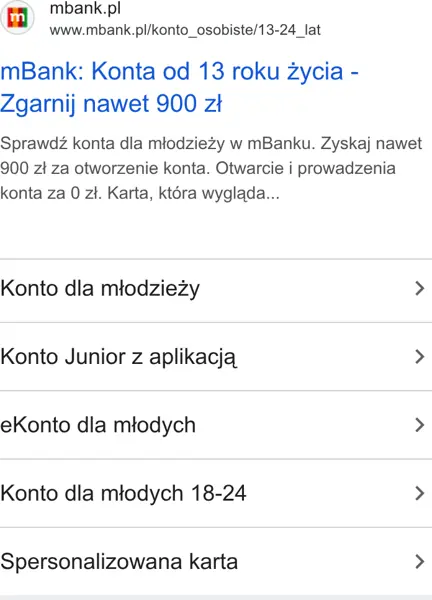 mbank.pl
www.mbank.pl/konto_osobiste/13-24_lat
mBank: Konta od 13 roku życia -
Zgarnij nawet 900 zł
Sprawdź konta dla młodzieży w mBanku. Zyskaj nawet
900 zł za otworzenie konta. Otwarcie i prowadzenia
konta za 0 zł. Karta, która wygląda...
Konto dla młodzieży
Konto Junior z aplikacją
eKonto dla młodych
Konto dla młodych 18-24
Spersonalizowana karta